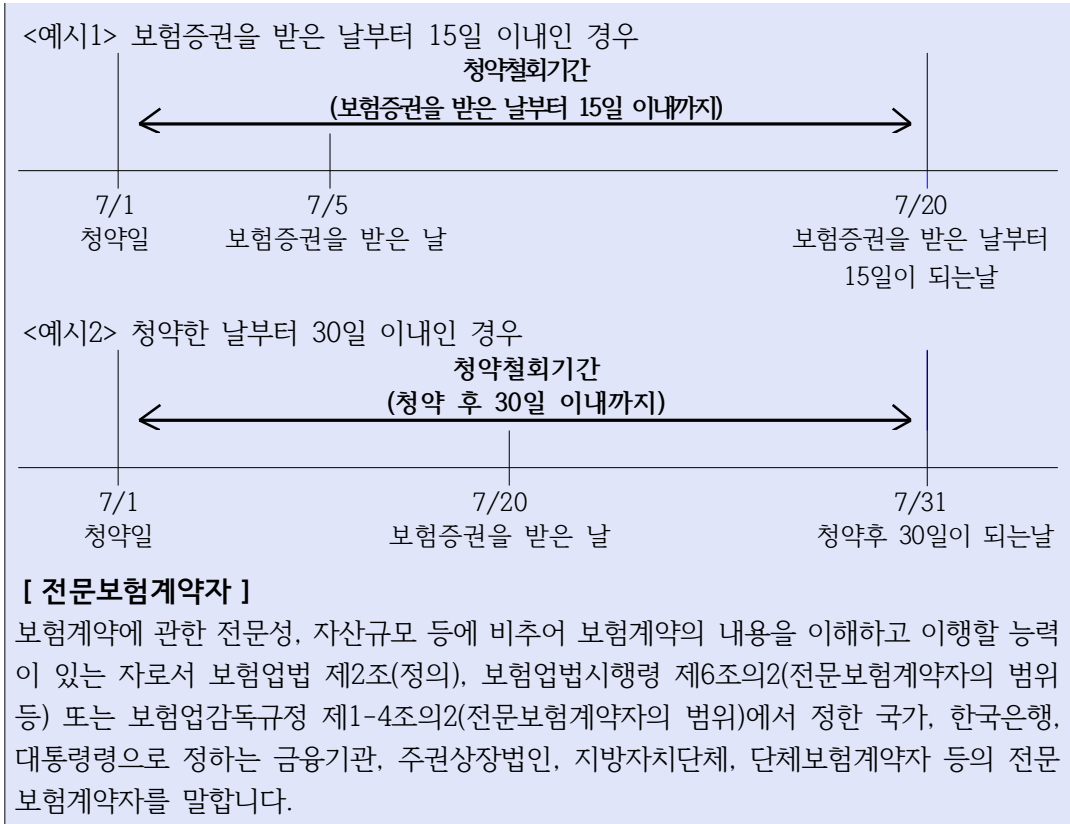 <예시1> 보험증권을 받은 날부터 15일 이내인 경우
청약철회기간
(보험증권을 받은 날부터 15일 이내까지)
7/1 7/5 7/20
청약일 보험증권을 받은 날 보험증권을 받은 날부터
15일이 되는날
<예시2> 청약한 날부터 30일 이내인 경우
청약철회기간
(청약 후 30일 이내까지)
7/1 7/20 7/31
청약일 보험증권을 받은 날 청약후 30일이 되는날
[ 전문보험계약자 ]
보험계약에 관한 전문성, 자산규모 등에 비추어 보험계약의 내용을 이해하고 이행할 능력
이 있는 자로서 보험업법 제2조(정의), 보험업법시행령 제6조의2(전문보험계약자의 범위
등) 또는 보험업감독규정 제1-4조의2(전문보험계약자의 범위)에서 정한 국가, 한국은행,
대통령령으로 정하는 금융기관, 주권상장법인, 지방자치단체, 단체보험계약자 등의 전문
보험계약자를 말합니다.